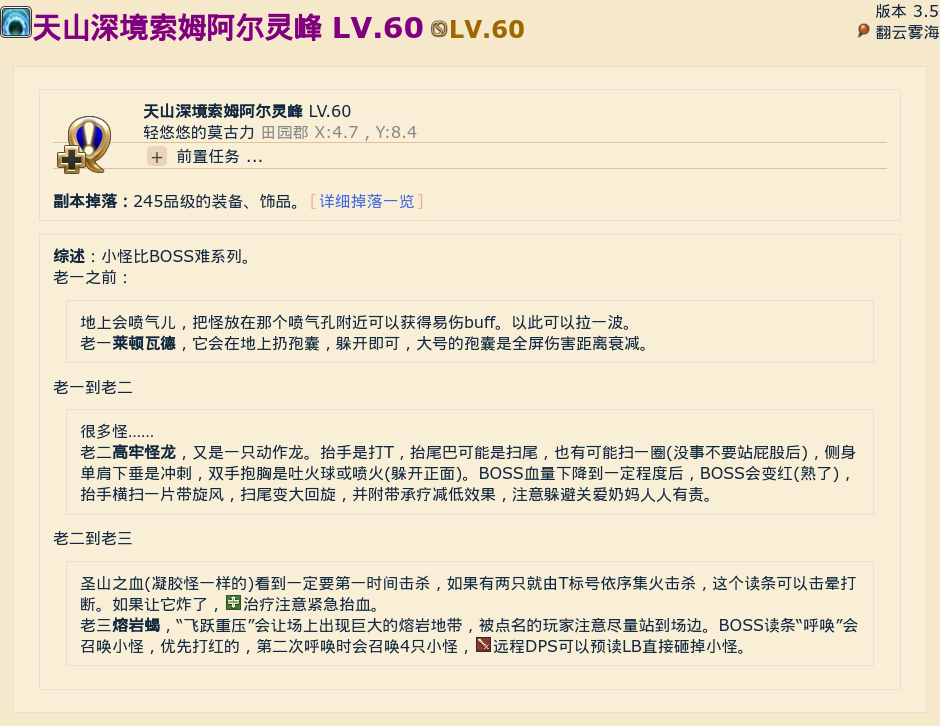 天山深境索姆阿尔灵峰 LV.60 LV.60
版本 3.5
翻云雾海
天山深境索姆阿尔灵峰 LV.60
轻悠悠的莫古力 田园郡 X:4.7，Y:8.4
+ 前置任务 ...
副本掉落：245品级的装备、饰品。［详细掉落一览］
综述：小怪比BOSS难系列。
老一之前：
地上会喷气儿，把怪放在那个喷气孔附近可以获得易伤buff。以此可以拉一波。
老一莱顿瓦德，它会在地上扔孢囊，躲开即可，大号的孢囊是全屏伤害距离衰减。
老一到老二
很多怪……
老二高牢怪龙，又是一只动作龙。抬手是打T，抬尾巴可能是扫尾，也有可能扫一圈(没事不要站屁股后)，侧身
单肩下垂是冲刺，双手抱胸是吐火球或喷火(躲开正面)。BOSS血量下降到一定程度后，BOSS会变红(熟了)，
抬手横扫一片带旋风，扫尾变大回旋，并附带承疗减低效果，注意躲避关爱奶妈人人有责。
老二到老三
圣山之血(凝胶怪一样的)看到一定要第一时间击杀，如果有两只就由T标号依序集火击杀，这个读条可以击晕打
断。如果让它炸了，治疗注意紧急抬血。
老三熔岩蝎，“飞跃重压”会让场上出现巨大的熔岩地带，被点名的玩家注意尽量站到场边。BOSS读条“呼唤”会
召唤小怪，优先打红的，第二次呼唤时会召唤4只小怪，远程DPS可以预读LB直接砸掉小怪。